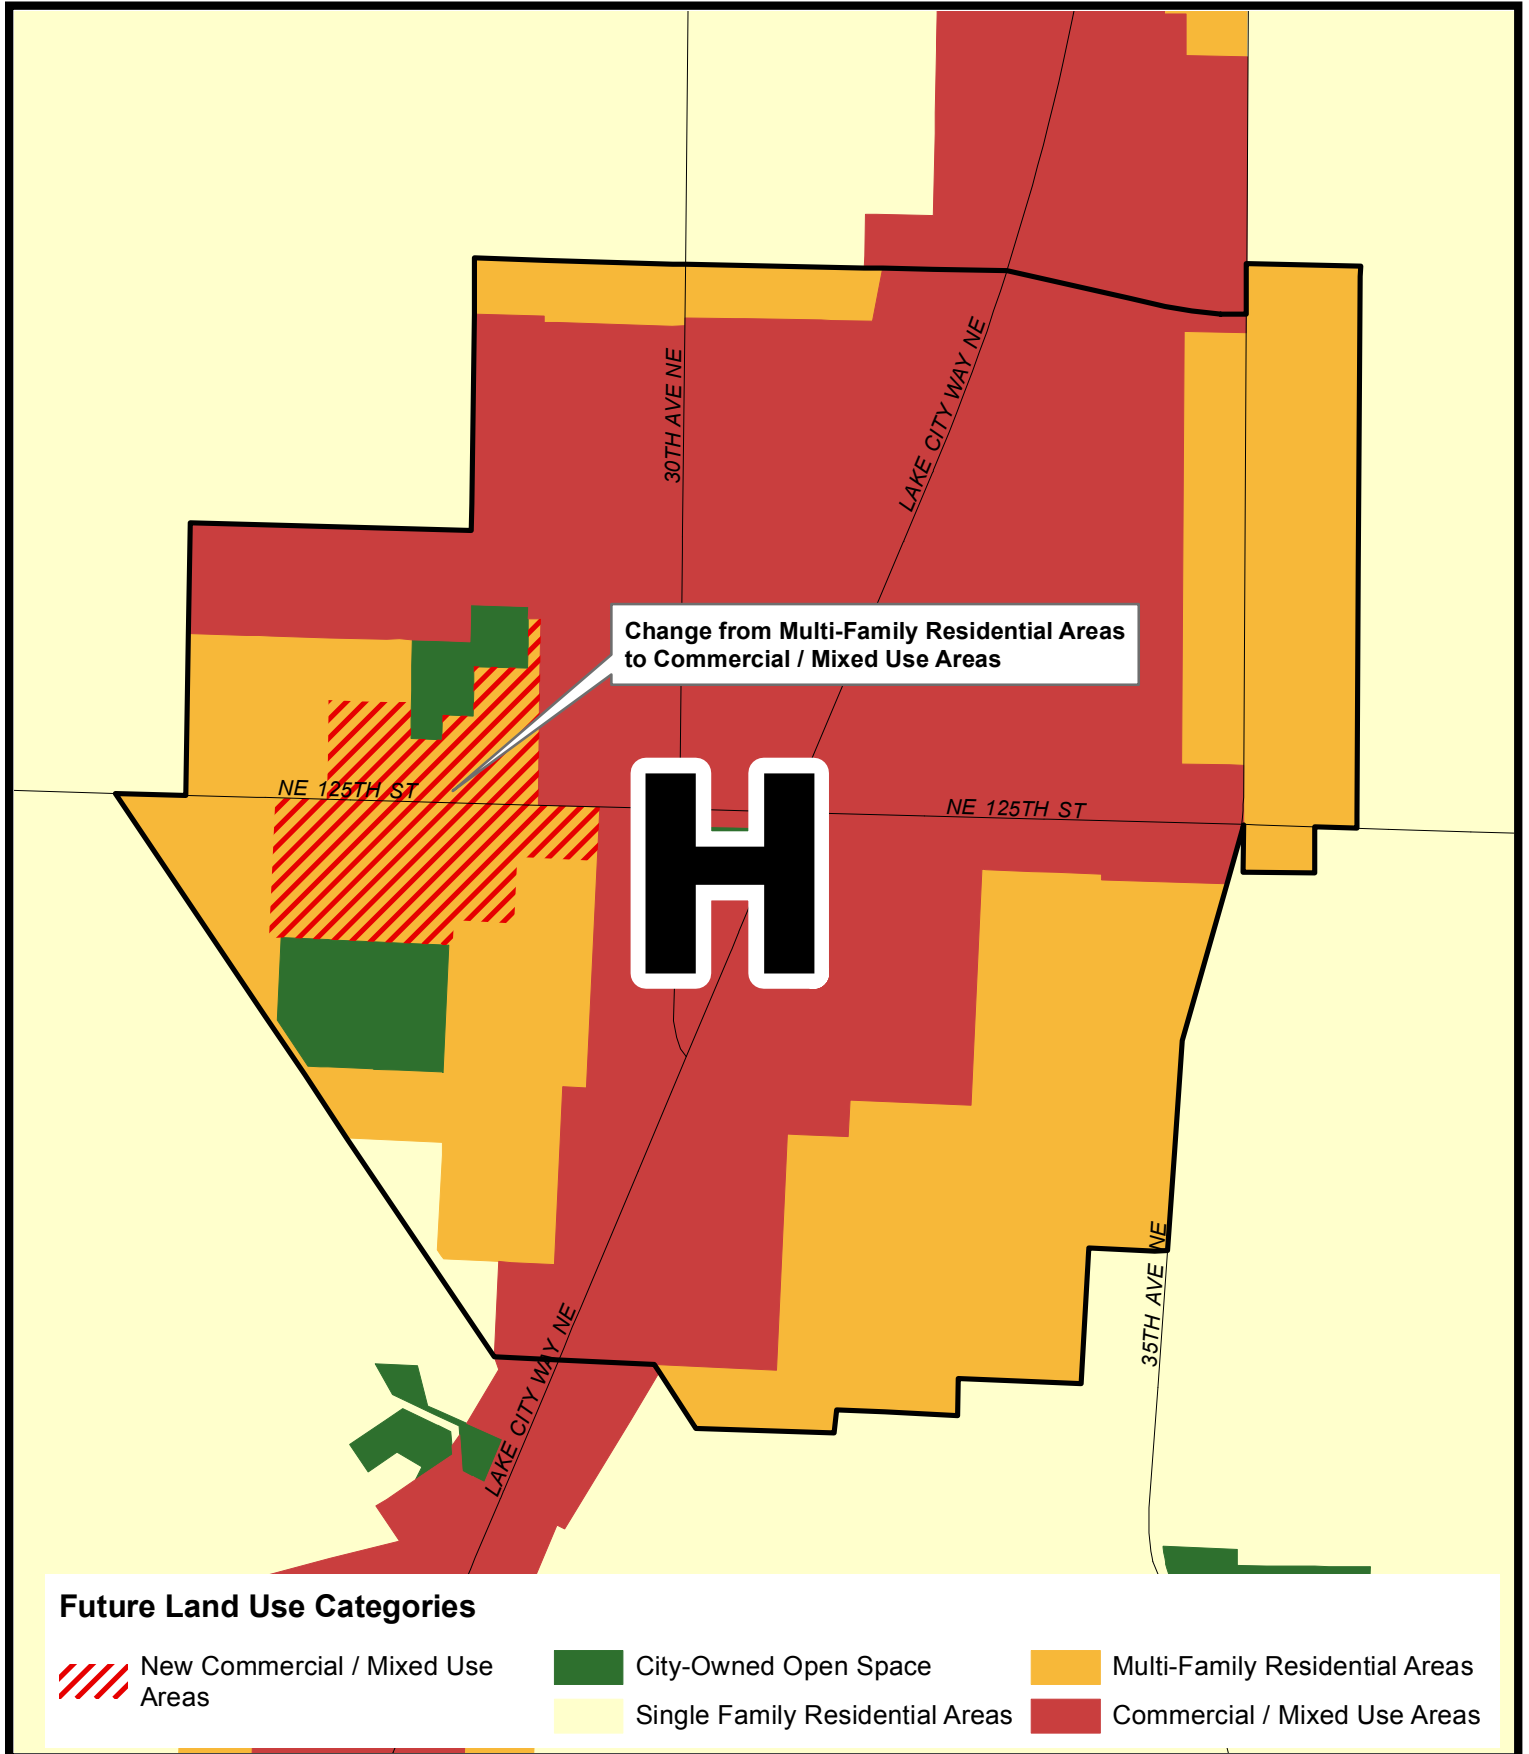 30TH AVE NE
LAKE CITY WAY NE
Change from Multi-Family Residential Areas
to Commercial / Mixed Use Areas
NE 125TH ST
NE 125TH ST
H
35TH AVE NE
LAKE CITY WAY NE
Future Land Use Categories
New Commercial / Mixed Use
Areas
City-Owned Open Space
Single Family Residential Areas
Multi-Family Residential Areas
Commercial / Mixed Use Areas